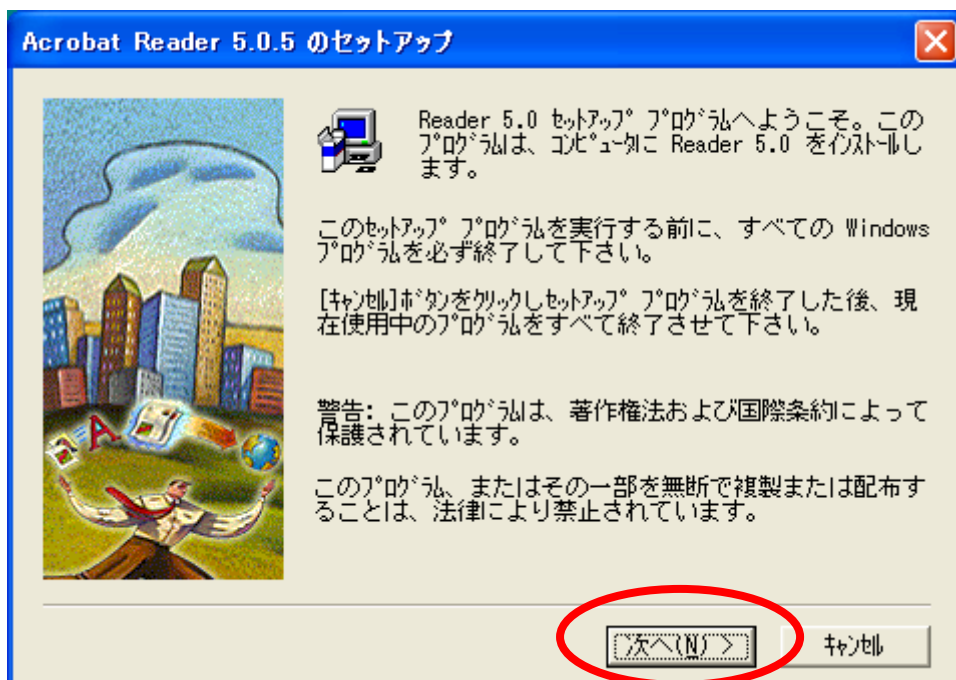 Acrobat Reader 5.0.5 のセットアップ
Reader 5.0 ｾｯﾄｱｯﾌﾟ ﾌﾟﾛｸﾞﾗﾑへようこそ。この
ﾌﾟﾛｸﾞﾗﾑは、ｺﾝﾋﾟｭｰﾀに Reader 5.0 をｲﾝｽﾄｰﾙし
ます。
このｾｯﾄｱｯﾌﾟ ﾌﾟﾛｸﾞﾗﾑを実行する前に、すべての Windows
ﾌﾟﾛｸﾞﾗﾑを必ず終了して下さい。
[ｷｬﾝｾﾙ]ﾎﾞﾀﾝをｸﾘｯｸしｾｯﾄｱｯﾌﾟ ﾌﾟﾛｸﾞﾗﾑを終了した後、現
在使用中のﾌﾟﾛｸﾞﾗﾑをすべて終了させて下さい。
警告: このﾌﾟﾛｸﾞﾗﾑは、著作権法および国際条約によって
保護されています。
このﾌﾟﾛｸﾞﾗﾑ、またはその一部を無断で複製または配布す
ることは、法律により禁止されています。
A
次へ(N) >
ｷｬﾝｾﾙ